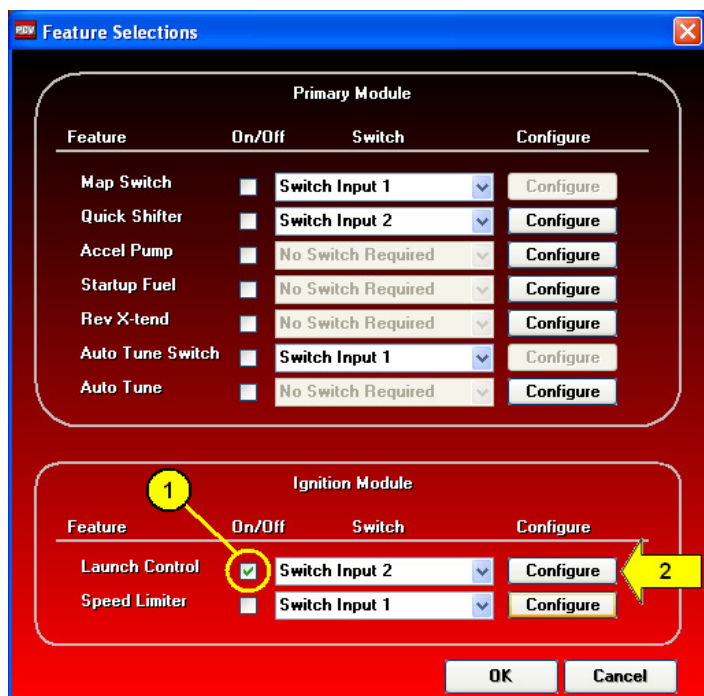 PCV Feature Selections
Primary Module
Feature On/Off Switch Configure
Map Switch Switch Input 1 Configure
Quick Shifter Switch Input 2 Configure
Accel Pump No Switch Required Configure
Startup Fuel No Switch Required Configure
Rev X-tend No Switch Required Configure
Auto Tune Switch Switch Input 1 Configure
Auto Tune No Switch Required Configure
1
Ignition Module
Feature On/Off Switch Configure
Launch Control Switch Input 2 Configure 2
Speed Limiter Switch Input 1 Configure
OK Cancel